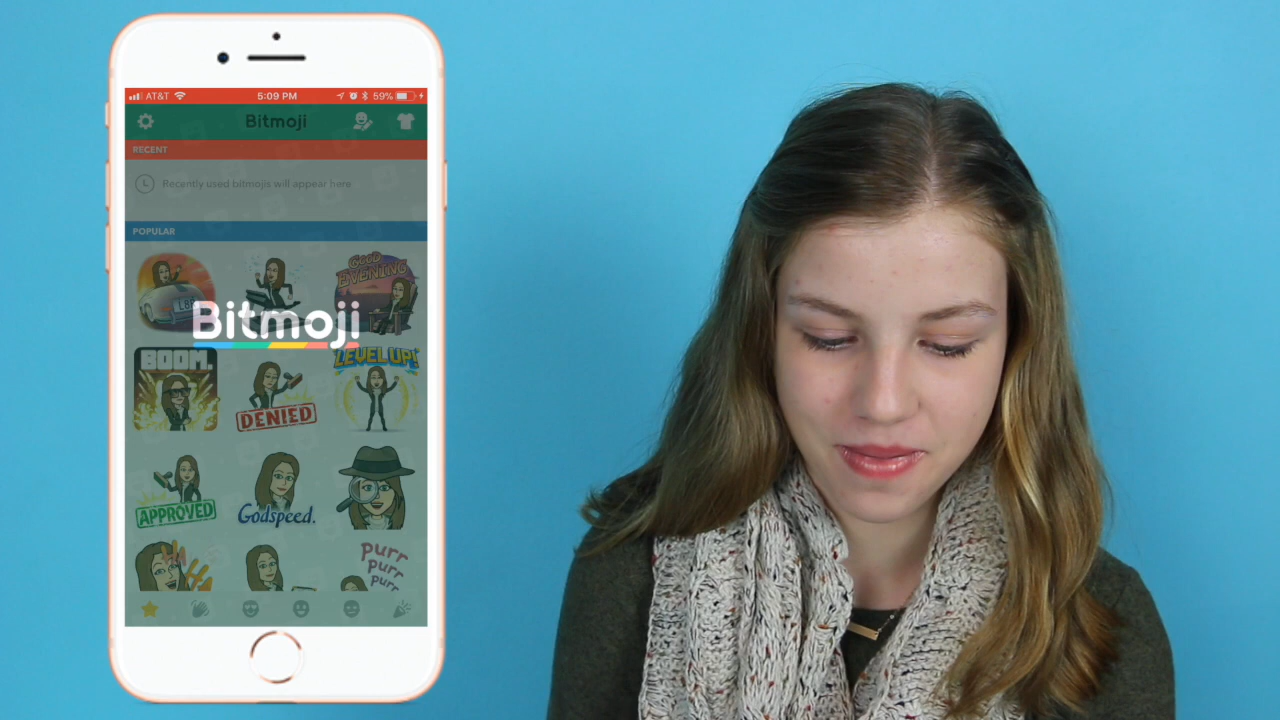 AT&T 5:09 PM 59%
Bitmoji
RECENT
Recently used bitmojis will appear here
POPULAR
GOOD
EVENING
Bitmoji
BOOM.
DENIED
LEVEL UP!
APPROVED
Godspeed.
purr
purr
purr